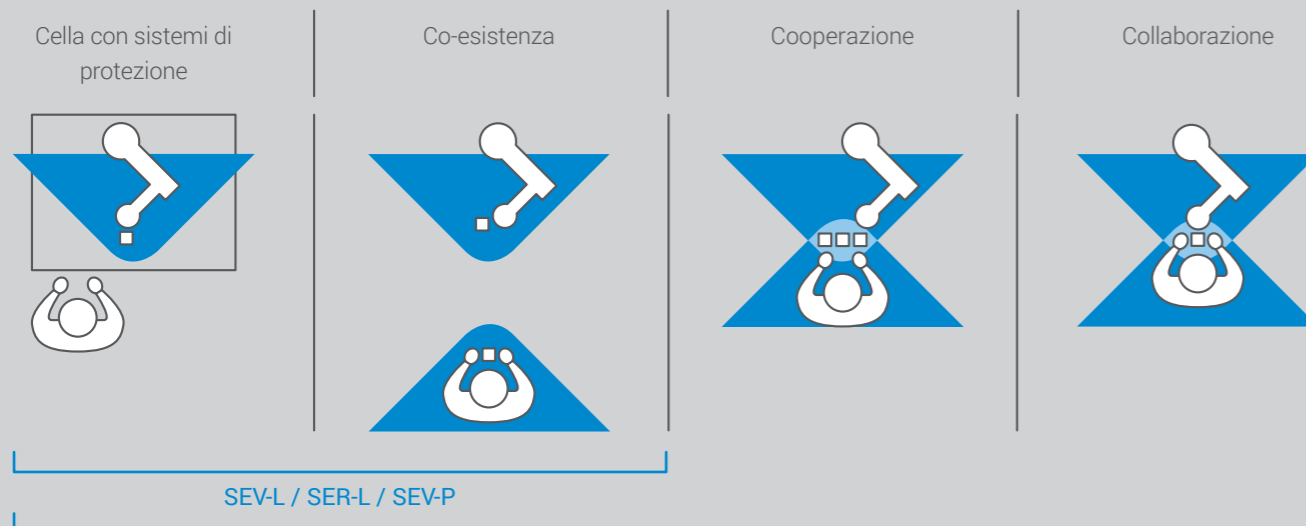 Cella con sistemi di
protezione
Co-esistenza
Cooperazione
Collaborazione
SEV-L / SER-L / SEV-P